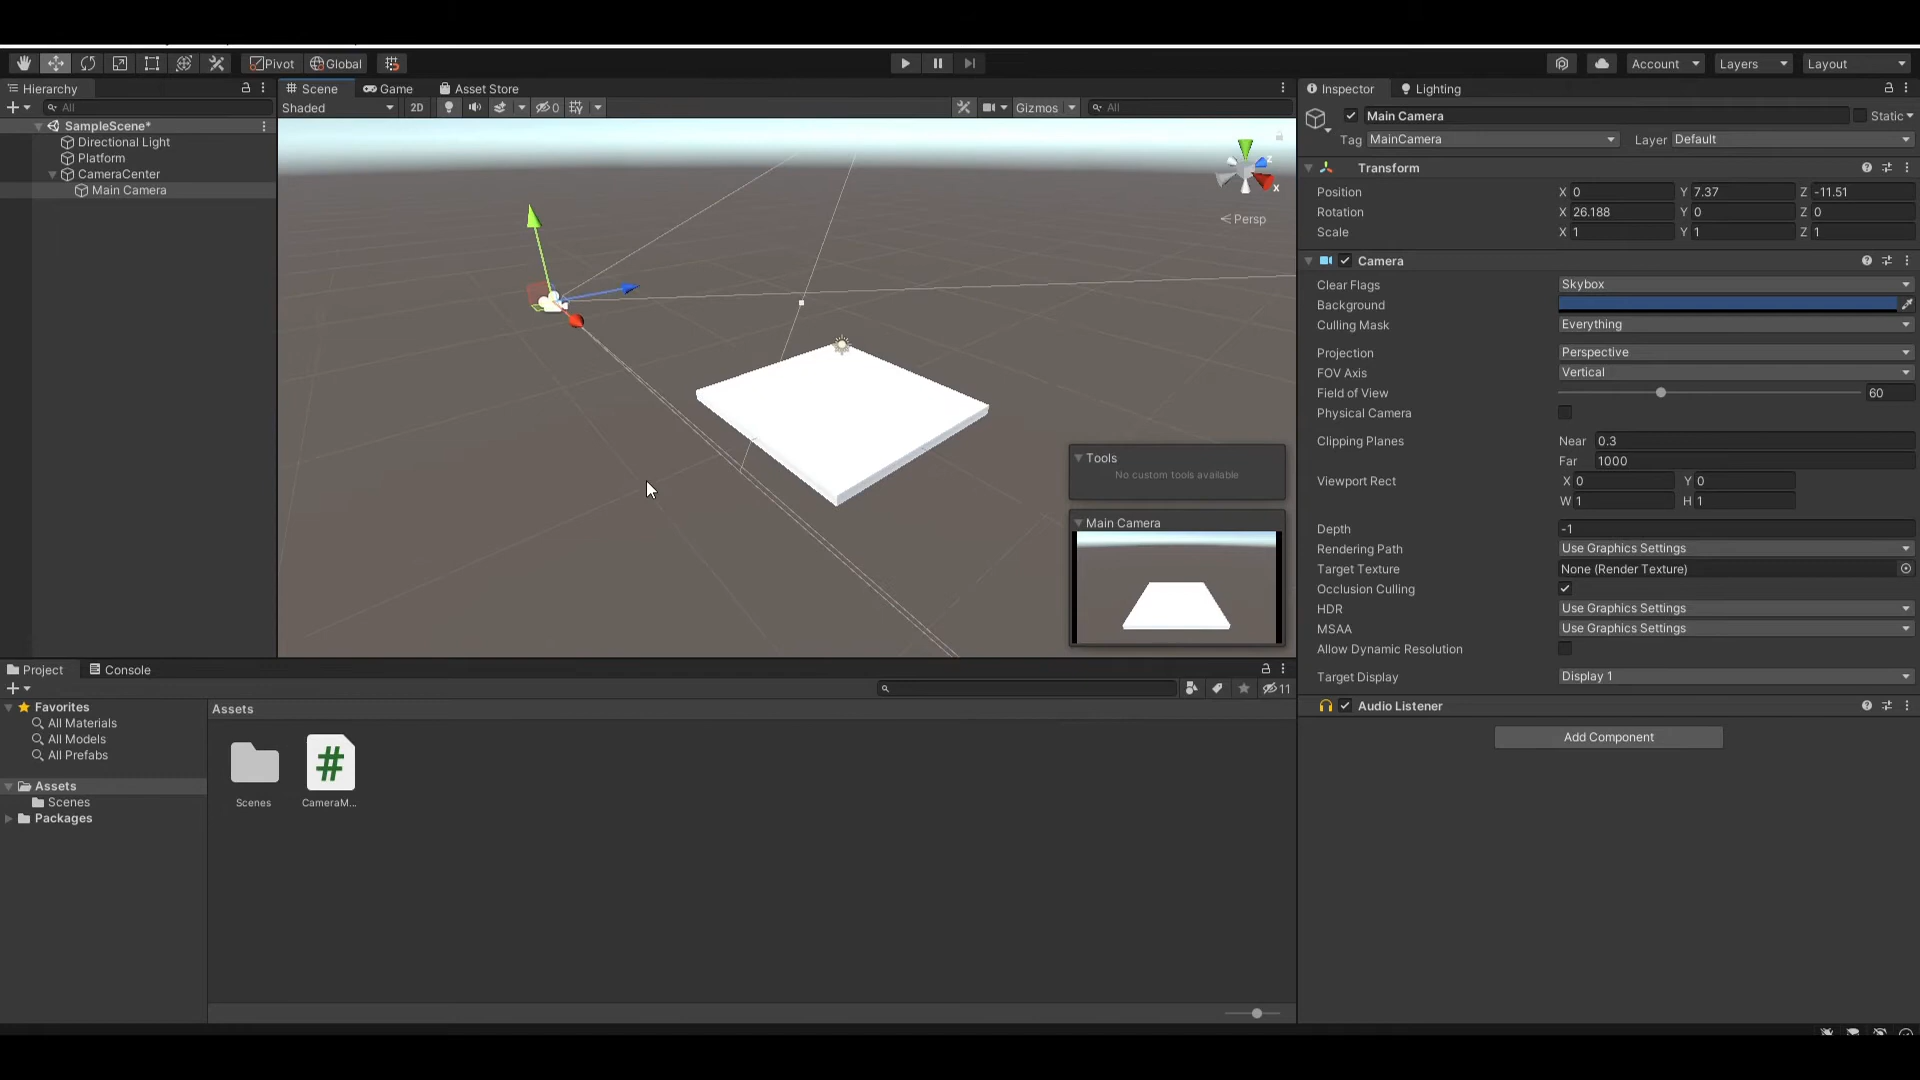 Pivot Global Account Layers Layout
Hierarchy
All
SampleScene*
Directional Light
Platform
CameraCenter
Main Camera
Scene Game Asset Store
Shaded 2D 0 Gizmos All
y
z
x
Persp
Tools
No custom tools available
Main Camera
Inspector Lighting
Main Camera Static
Tag MainCamera Layer Default
Transform
Position X 0 Y 7.37 Z -11.51
Rotation X 26.188 Y 0 Z 0
Scale X 1 Y 1 Z 1
Camera
Clear Flags Skybox
Background
Culling Mask Everything
Projection Perspective
FOV Axis Vertical
Field of View 60
Physical Camera
Clipping Planes Near 0.3
Far 1000
Viewport Rect X 0 Y 0
W 1 H 1
Depth -1
Rendering Path Use Graphics Settings
Target Texture None (Render Texture)
Occlusion Culling
HDR Use Graphics Settings
MSAA Use Graphics Settings
Allow Dynamic Resolution
Target Display Display 1
Audio Listener
Add Component
Project Console
11
Favorites
All Materials
All Models
All Prefabs
Assets
Scenes
Packages
Assets
Scenes
#
CameraM...